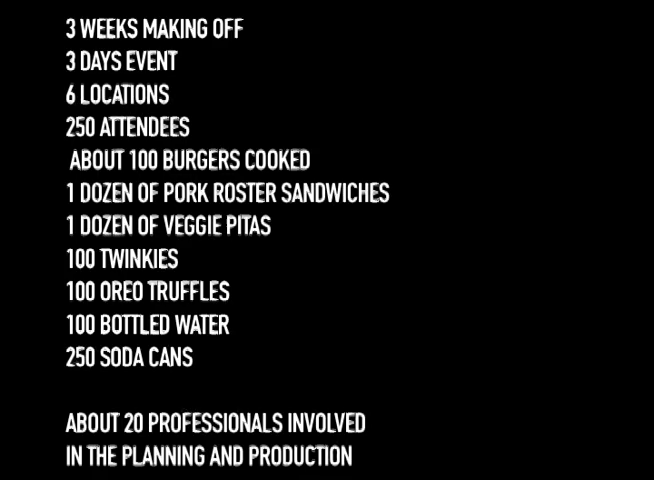 3 WEEKS MAKING OFF
3 DAYS EVENT
6 LOCATIONS
250 ATTENDEES
ABOUT 100 BURGERS COOKED
1 DOZEN OF PORK ROSTER SANDWICHES
1 DOZEN OF VEGGIE PITAS
100 TWINKIES
100 OREO TRUFFLES
100 BOTTLED WATER
250 SODA CANS
ABOUT 20 PROFESSIONALS INVOLVED
IN THE PLANNING AND PRODUCTION